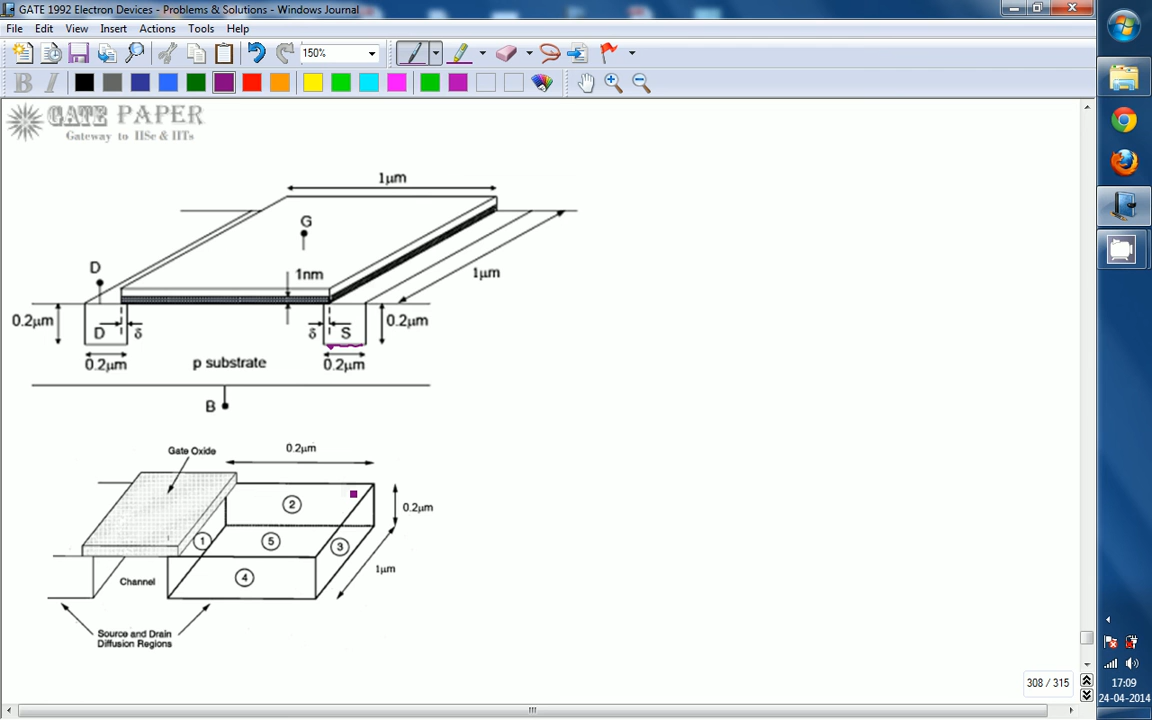 GATE 1992 Electron Devices - Problems & Solutions - Windows Journal
File Edit View Insert Actions Tools Help
150%
B I
GATE PAPER
Gateway to IISc & IITs
1μm
G
D
1nm
1μm
0.2μm
D
δ
δ
S
0.2μm
0.2μm
p substrate
0.2μm
B
Gate Oxide
0.2μm
2
0.2μm
1
5
3
4
1μm
Channel
Source and Drain
Diffusion Regions
308 / 315
17:09
24-04-2014